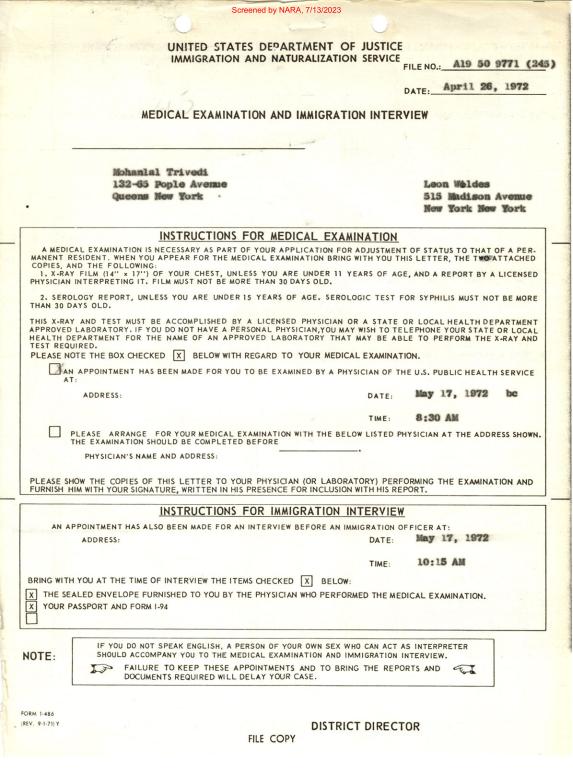 Screened by NARA, 7/13/2023
UNITED STATES DEPARTMENT OF JUSTICE
IMMIGRATION AND NATURALIZATION SERVICE
FILE NO.: A19 50 9771 (245)
DATE: April 26, 1972
MEDICAL EXAMINATION AND IMMIGRATION INTERVIEW
Mohanlal Trivedi
132-65 Pople Avenue
Queens New York
Leon Wildes
515 Madison Avenue
New York New York
INSTRUCTIONS FOR MEDICAL EXAMINATION
A MEDICAL EXAMINATION IS NECESSARY AS PART OF YOUR APPLICATION FOR ADJUSTMENT OF STATUS TO THAT OF A PER-
MANENT RESIDENT. WHEN YOU APPEAR FOR THE MEDICAL EXAMINATION BRING WITH YOU THIS LETTER, THE TWO ATTACHED
COPIES, AND THE FOLLOWING:
1. X-RAY FILM (14" x 17") OF YOUR CHEST, UNLESS YOU ARE UNDER 11 YEARS OF AGE, AND A REPORT BY A LICENSED
PHYSICIAN INTERPRETING IT. FILM MUST NOT BE MORE THAN 30 DAYS OLD.
2. SEROLOGY REPORT, UNLESS YOU ARE UNDER 15 YEARS OF AGE. SEROLOGIC TEST FOR SYPHILIS MUST NOT BE MORE
THAN 30 DAYS OLD.
THIS X-RAY AND TEST MUST BE ACCOMPLISHED BY A LICENSED PHYSICIAN OR A STATE OR LOCAL HEALTH DEPARTMENT
APPROVED LABORATORY. IF YOU DO NOT HAVE A PERSONAL PHYSICIAN, YOU MAY WISH TO TELEPHONE YOUR STATE OR LOCAL
HEALTH DEPARTMENT FOR THE NAME OF AN APPROVED LABORATORY THAT MAY BE ABLE TO PERFORM THE X-RAY AND
TEST REQUIRED.
PLEASE NOTE THE BOX CHECKED X BELOW WITH REGARD TO YOUR MEDICAL EXAMINATION.
AN APPOINTMENT HAS BEEN MADE FOR YOU TO BE EXAMINED BY A PHYSICIAN OF THE U.S. PUBLIC HEALTH SERVICE
AT:
ADDRESS:
DATE: May 17, 1972 bc
TIME: 8:30 AM
PLEASE ARRANGE FOR YOUR MEDICAL EXAMINATION WITH THE BELOW LISTED PHYSICIAN AT THE ADDRESS SHOWN.
THE EXAMINATION SHOULD BE COMPLETED BEFORE .
PHYSICIAN'S NAME AND ADDRESS:
PLEASE SHOW THE COPIES OF THIS LETTER TO YOUR PHYSICIAN (OR LABORATORY) PERFORMING THE EXAMINATION AND
FURNISH HIM WITH YOUR SIGNATURE, WRITTEN IN HIS PRESENCE FOR INCLUSION WITH HIS REPORT.
INSTRUCTIONS FOR IMMIGRATION INTERVIEW
AN APPOINTMENT HAS ALSO BEEN MADE FOR AN INTERVIEW BEFORE AN IMMIGRATION OFFICER AT:
ADDRESS:
DATE: May 17, 1972
TIME: 10:15 AM
BRING WITH YOU AT THE TIME OF INTERVIEW THE ITEMS CHECKED X BELOW:
X THE SEALED ENVELOPE FURNISHED TO YOU BY THE PHYSICIAN WHO PERFORMED THE MEDICAL EXAMINATION.
X YOUR PASSPORT AND FORM I-94
NOTE:
IF YOU DO NOT SPEAK ENGLISH, A PERSON OF YOUR OWN SEX WHO CAN ACT AS INTERPRETER
SHOULD ACCOMPANY YOU TO THE MEDICAL EXAMINATION AND IMMIGRATION INTERVIEW.
FAILURE TO KEEP THESE APPOINTMENTS AND TO BRING THE REPORTS AND
DOCUMENTS REQUIRED WILL DELAY YOUR CASE.
FORM I-486
(REV. 9-1-71) Y
DISTRICT DIRECTOR
FILE COPY